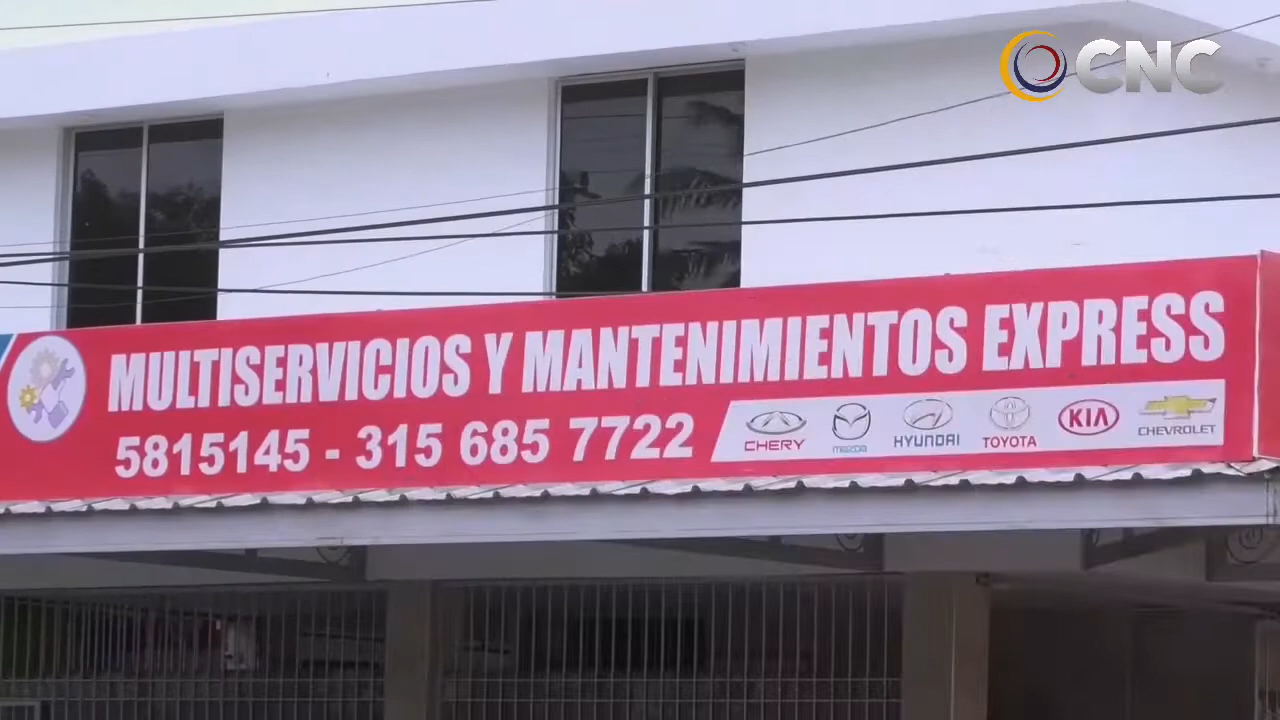 CNC
MULTISERVICIOS Y MANTENIMIENTOS EXPRESS
5815145 - 315 685 7722
CHERY
mazda
HYUNDAI
TOYOTA
KIA
CHEVROLET